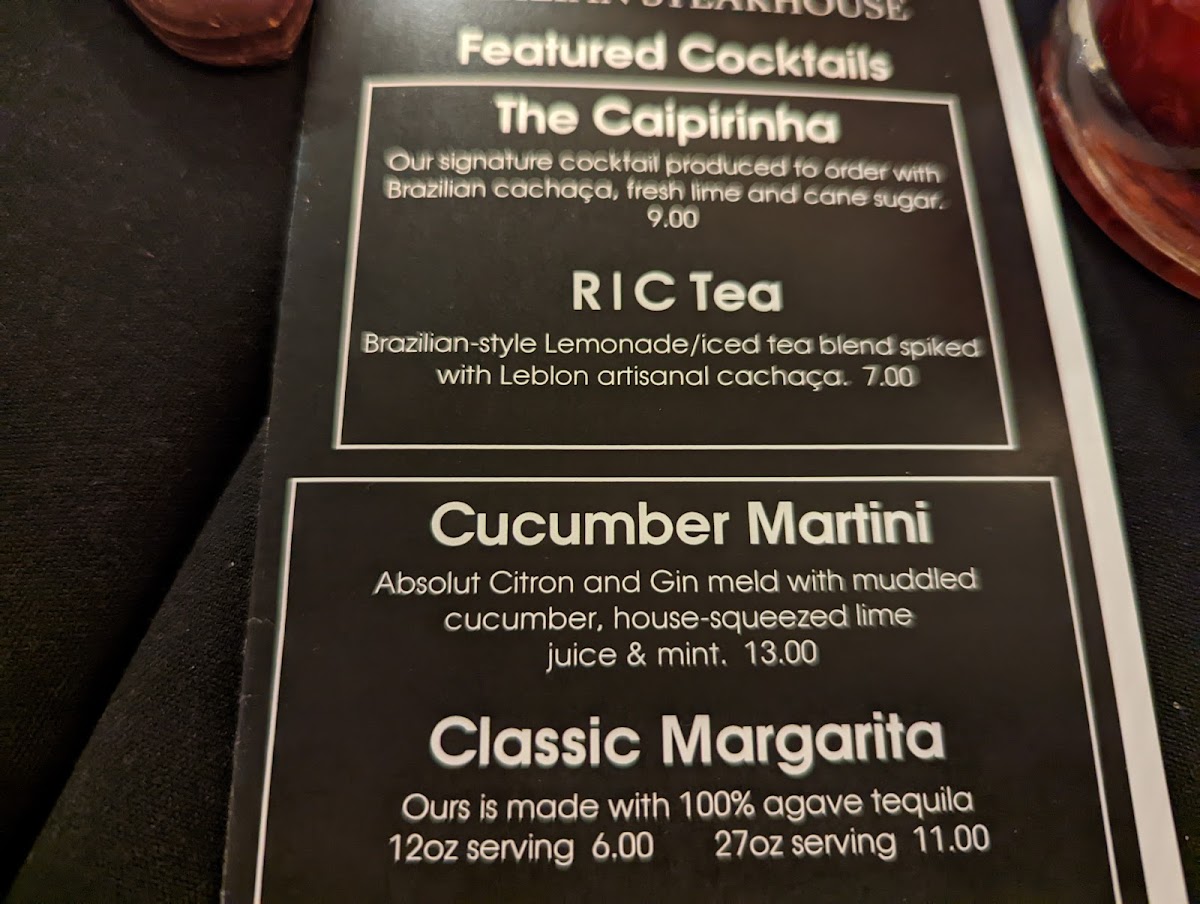 STEAKHOUSE
Featured Cocktails
The Caipirinha
Our signature cocktail produced to order with
Brazilian cachaça, fresh lime and cane sugar.
9.00
R I C Tea
Brazilian-style Lemonade/iced tea blend spiked
with Leblon artisanal cachaça. 7.00
Cucumber Martini
Absolut Citron and Gin meld with muddled
cucumber, house-squeezed lime
juice & mint. 13.00
Classic Margarita
Ours is made with 100% agave tequila
12oz serving 6.00 27oz serving 11.00